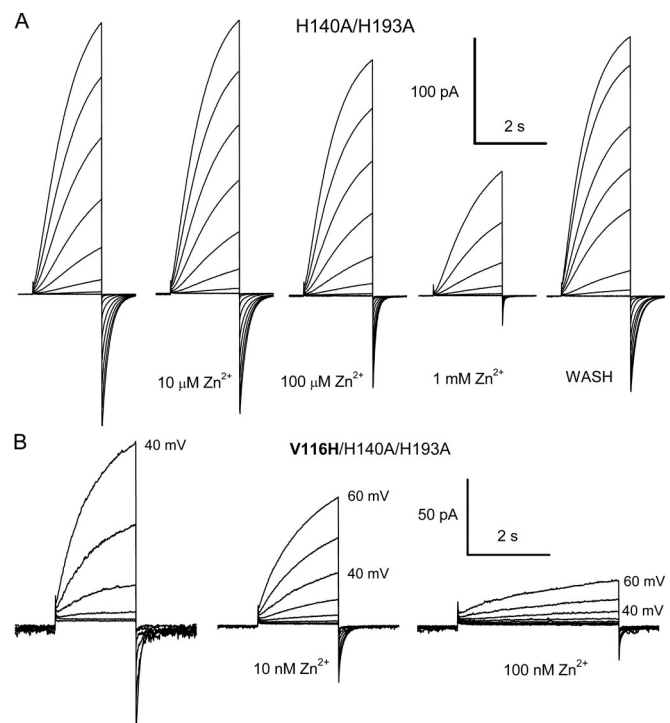 A
H140A/H193A
100 pA
2 s
10 μM Zn²⁺
100 μM Zn²⁺
1 mM Zn²⁺
WASH
B
V116H/H140A/H193A
40 mV
60 mV
40 mV
50 pA
2 s
60 mV
40 mV
10 nM Zn²⁺
100 nM Zn²⁺